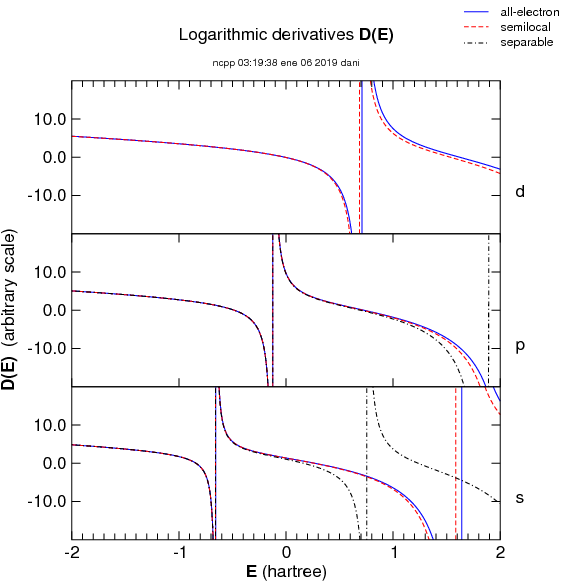 all-electron
semilocal
separable
Logarithmic derivatives D(E)
ncpp 03:19:38 ene 06 2019 dani
10.0
0.0
-10.0
d
10.0
0.0
-10.0
p
10.0
0.0
-10.0
s
D(E) (arbitrary scale)
-2 -1 0 1 2
E (hartree)